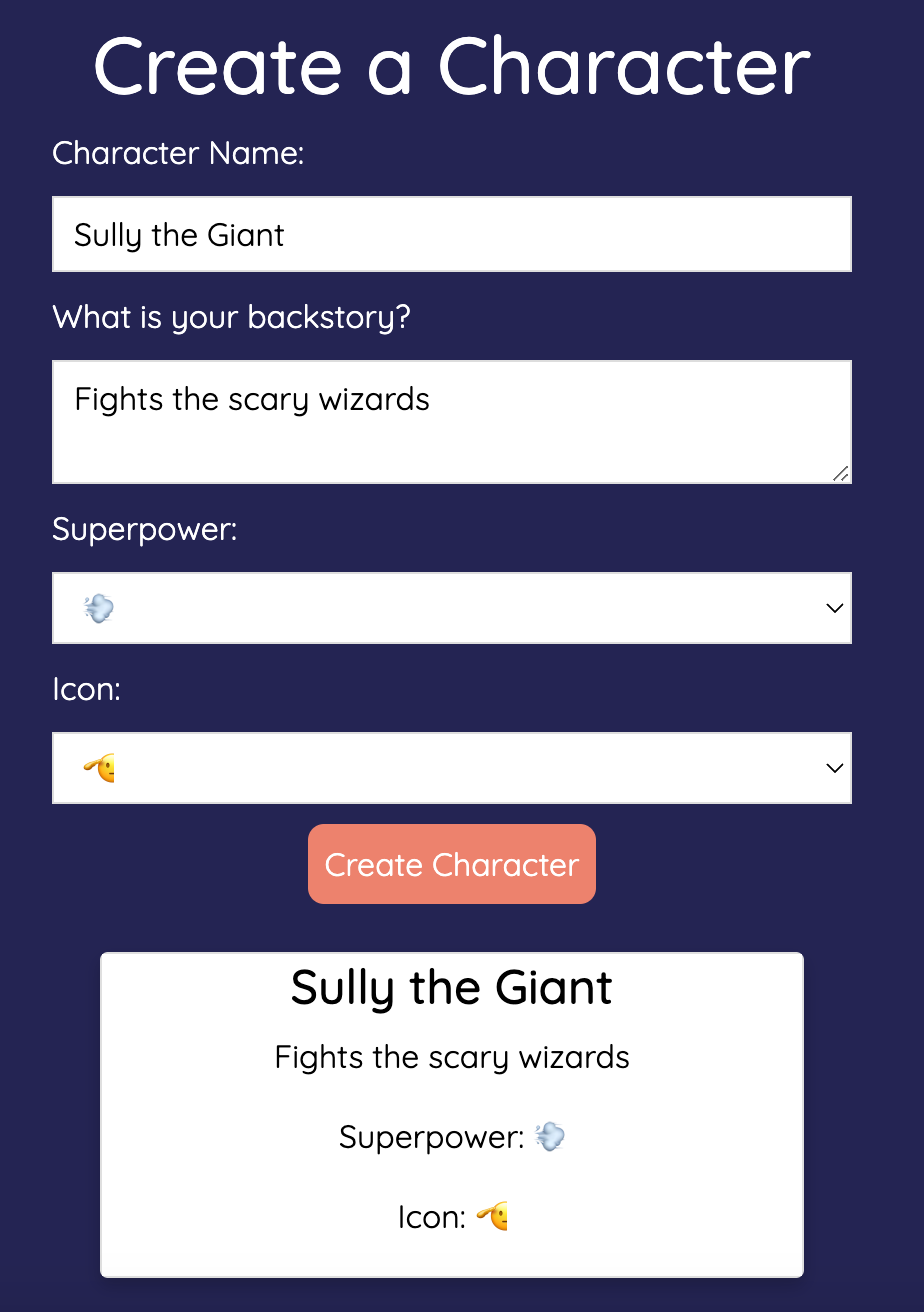 Create a Character
Character Name:
Sully the Giant
What is your backstory?
Fights the scary wizards
Superpower:
💨
Icon:
🫡
Create Character
Sully the Giant
Fights the scary wizards
Superpower: 💨
Icon: 🫡